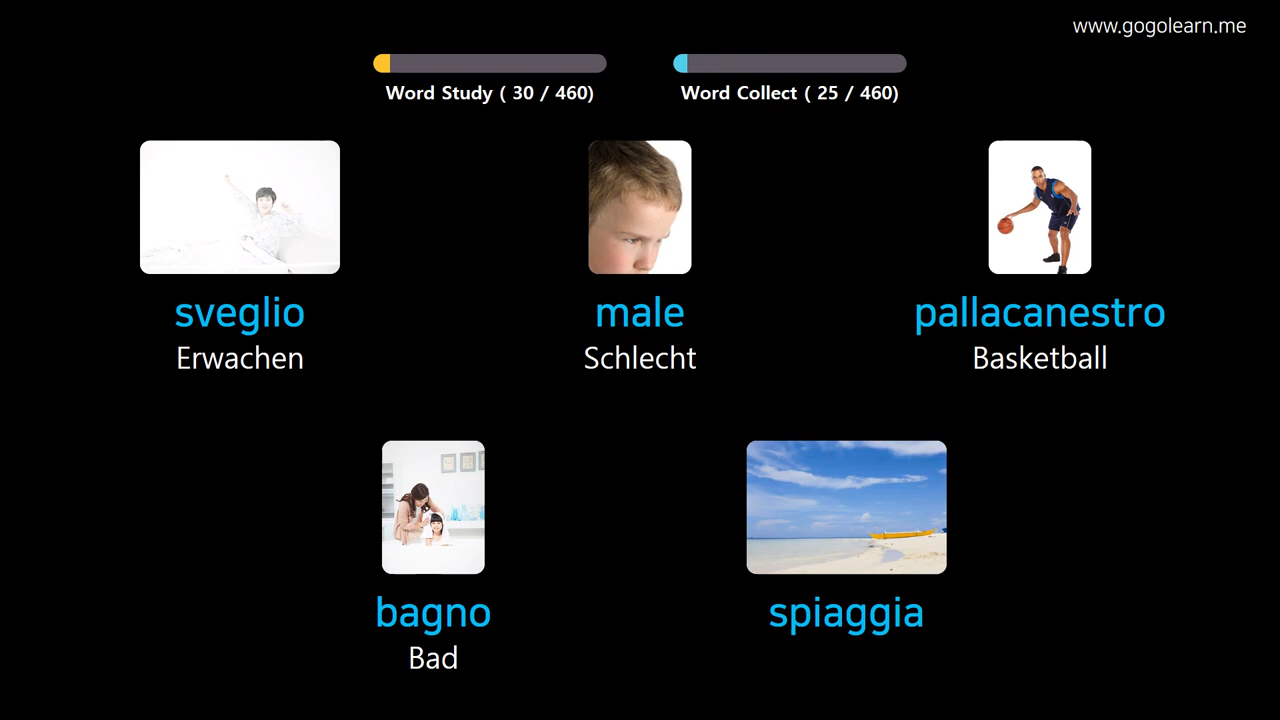 www.gogolearn.me
Word Study ( 30 / 460)
Word Collect ( 25 / 460)
sveglio
Erwachen
male
Schlecht
pallacanestro
Basketball
bagno
Bad
spiaggia